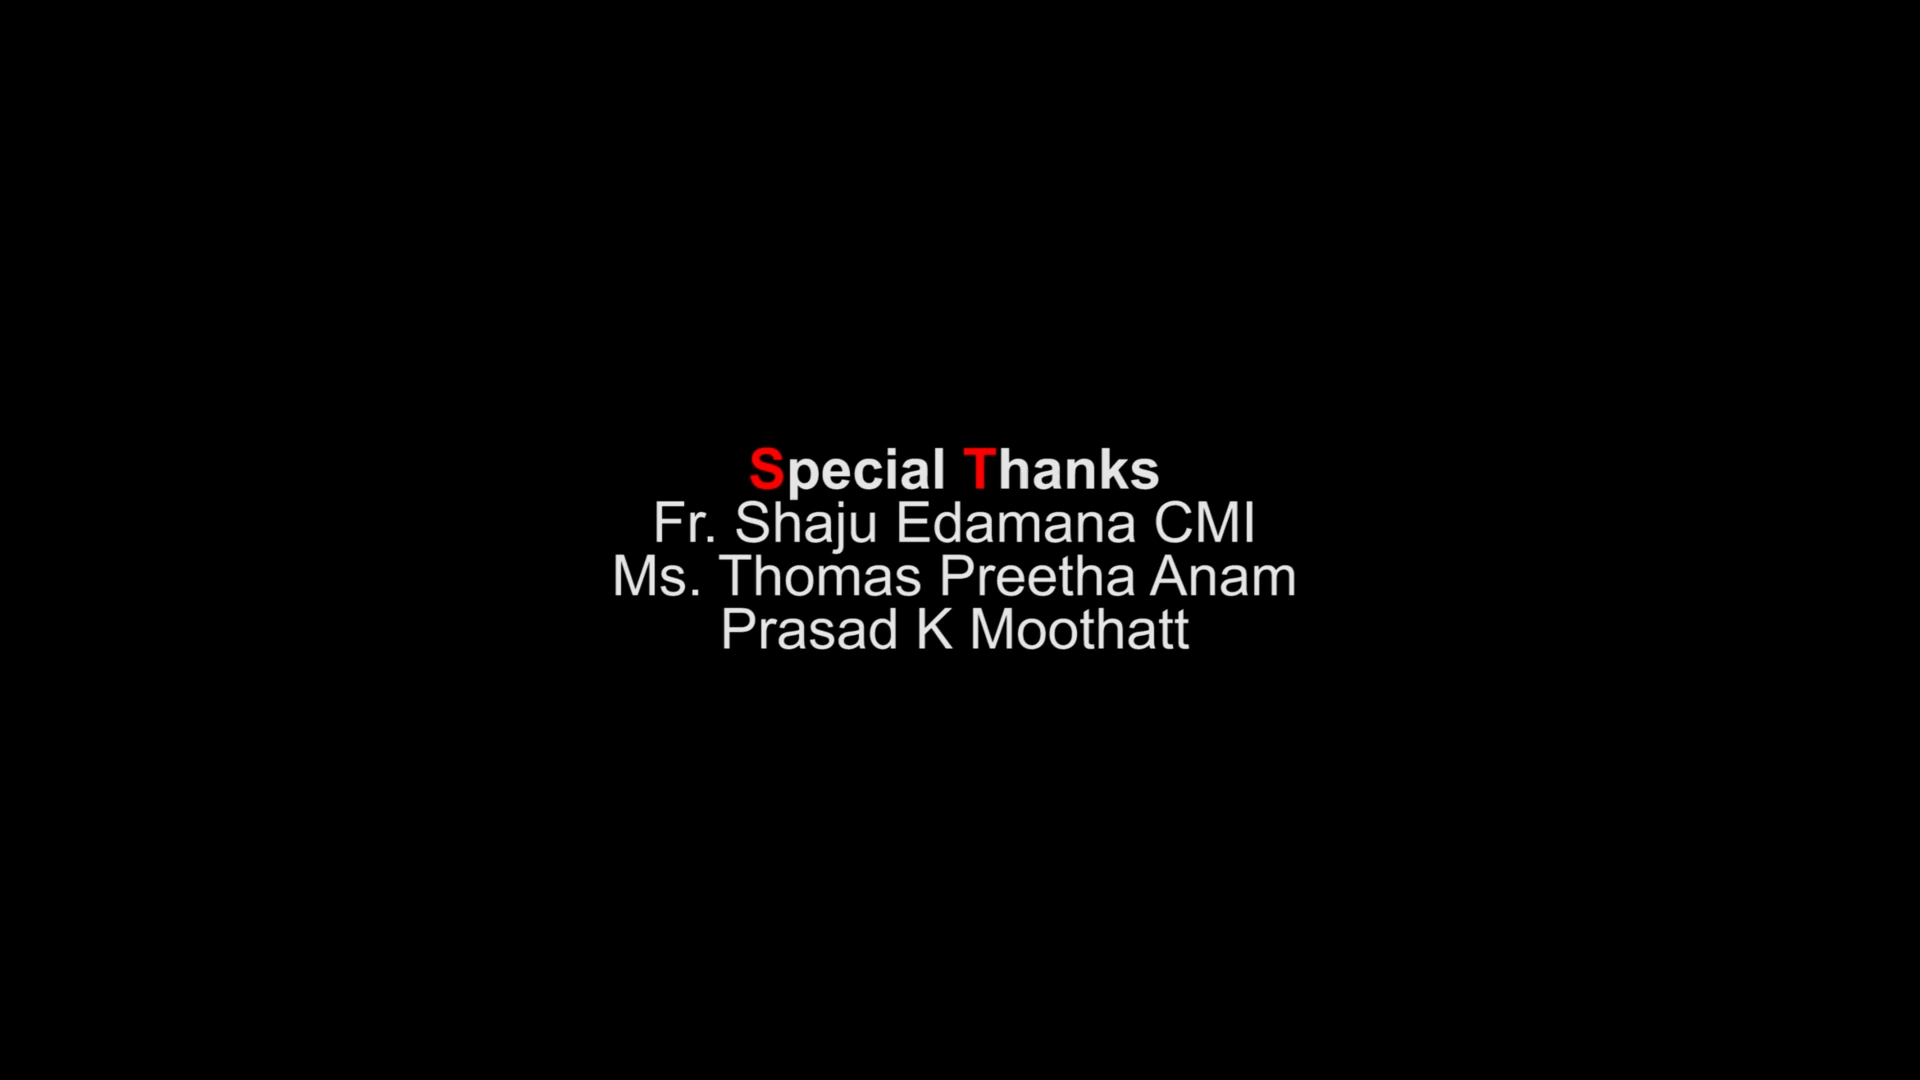 Special Thanks
Fr. Shaju Edamana CMI
Ms. Thomas Preetha Anam
Prasad K Moothatt